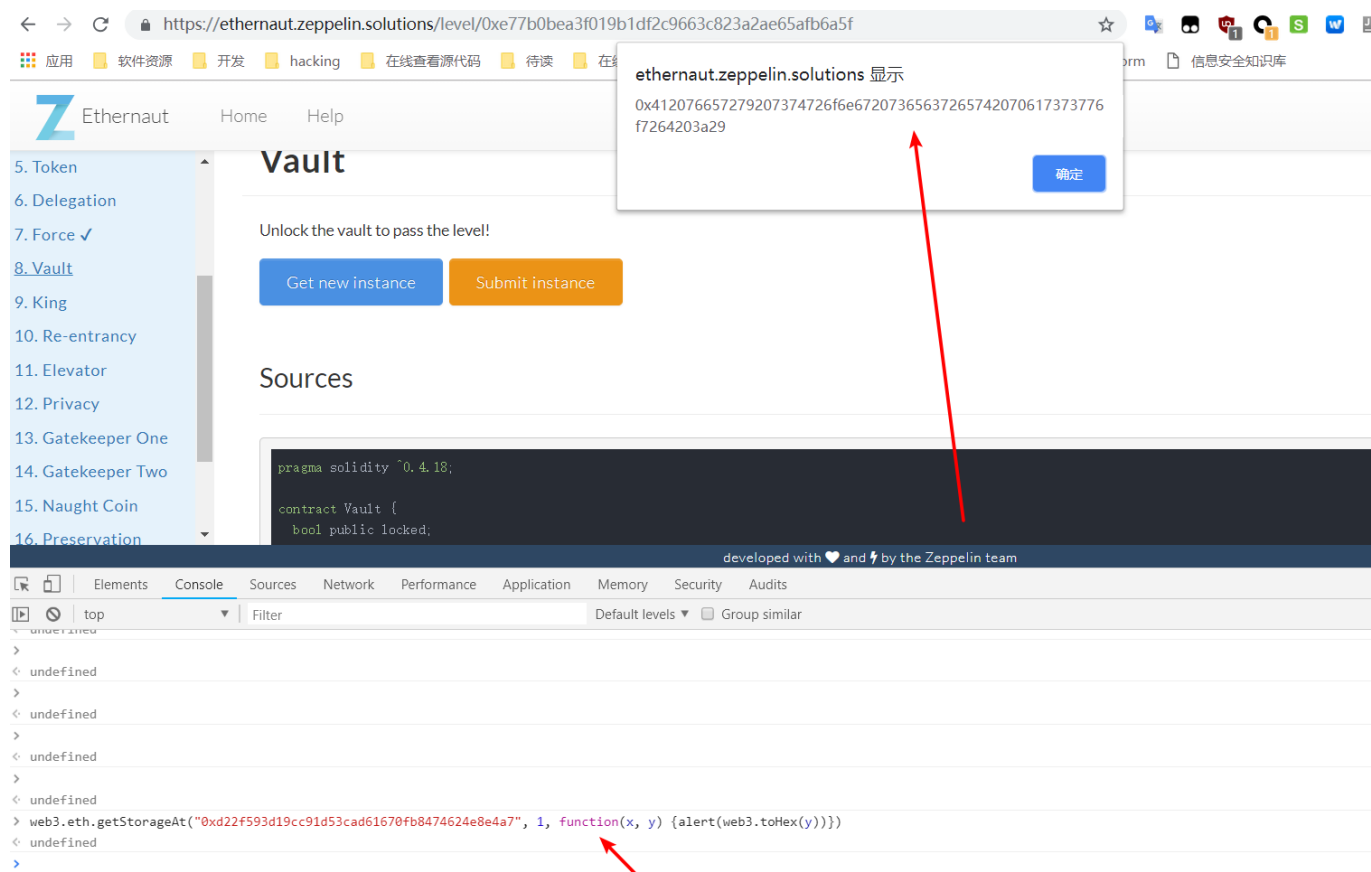 https://ethernaut.zeppelin.solutions/level/0xe77b0bea3f019b1df2c9663c823a2ae65afb6a5f
应用 软件资源 开发 hacking 在线查看源代码 待读 信息安全知识库
ethernaut.zeppelin.solutions 显示
0x412076657279207374726f6e67207365637265742070617373776
f7264203a29
确定
Ethernaut Home Help
5. Token
6. Delegation
7. Force ✓
8. Vault
9. King
10. Re-entrancy
11. Elevator
12. Privacy
13. Gatekeeper One
14. Gatekeeper Two
15. Naught Coin
16. Preservation
Vault
Unlock the vault to pass the level!
Get new instance Submit instance
Sources
pragma solidity ^0.4.18;
contract Vault {
bool public locked;
developed with and by the Zeppelin team
Elements Console Sources Network Performance Application Memory Security Audits
top Filter Default levels ▼ Group similar
undefined
undefined
undefined
undefined
undefined
web3.eth.getStorageAt("0xd22f593d19cc91d53cad61670fb8474624e8e4a7", 1, function(x, y) {alert(web3.toHex(y))})
undefined